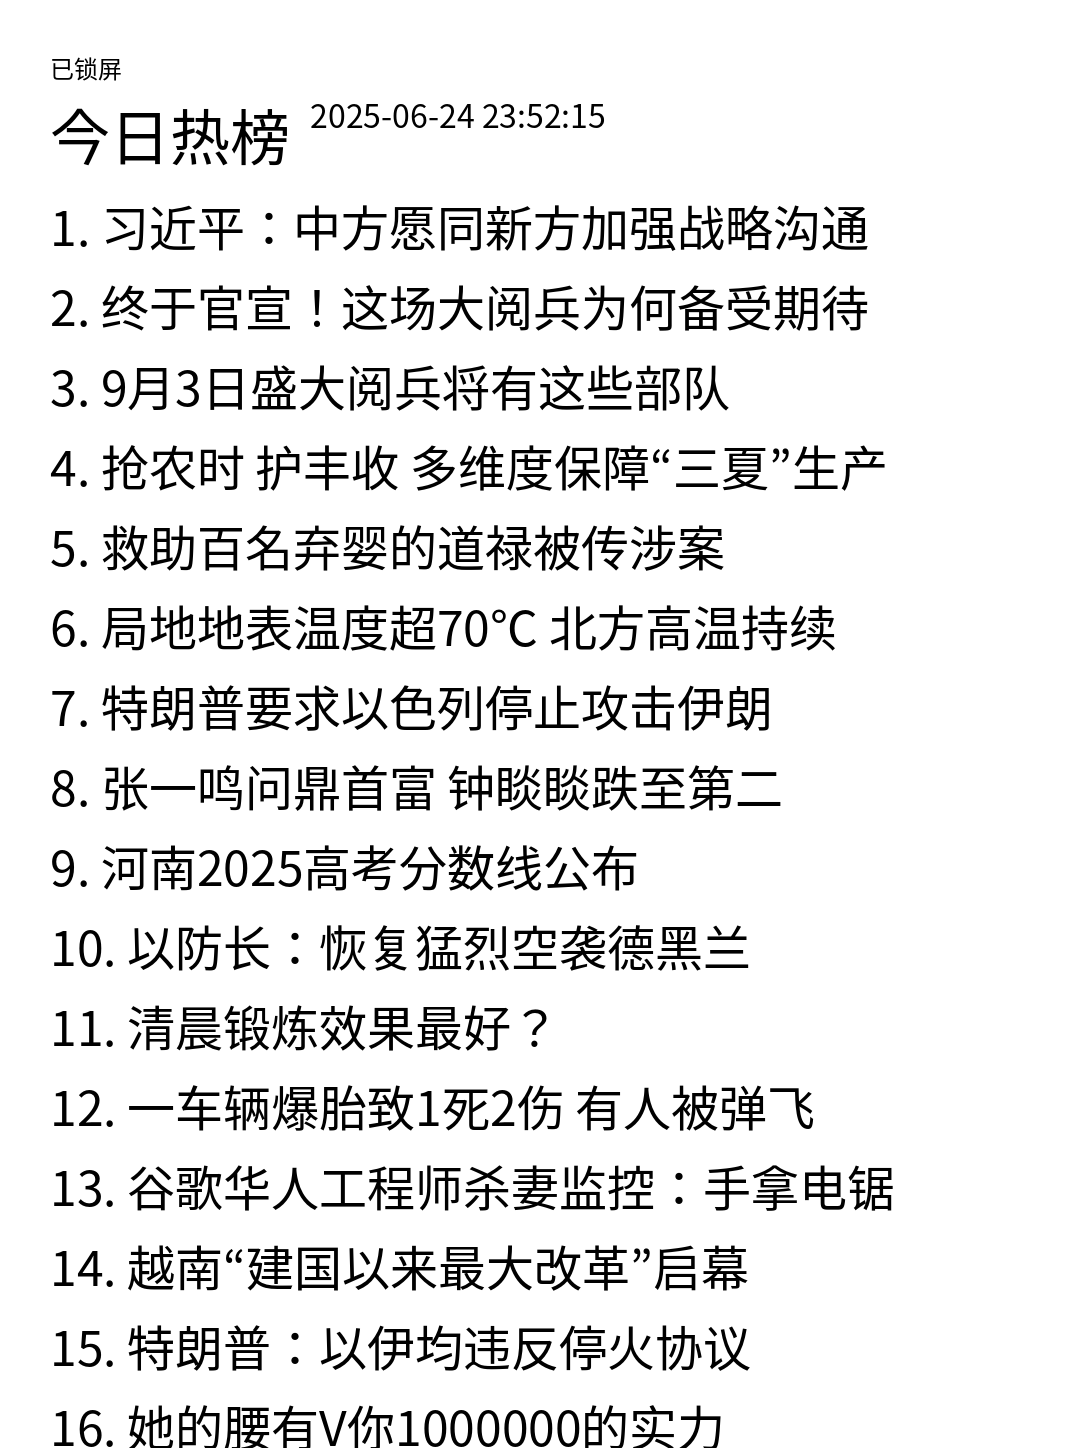 已锁屏
今日热榜 2025-06-24 23:52:15
1. 习近平：中方愿同新方加强战略沟通
2. 终于官宣！这场大阅兵为何备受期待
3. 9月3日盛大阅兵将有这些部队
4. 抢农时 护丰收 多维度保障“三夏”生产
5. 救助百名弃婴的道禄被传涉案
6. 局地地表温度超70℃ 北方高温持续
7. 特朗普要求以色列停止攻击伊朗
8. 张一鸣问鼎首富 钟睒睒跌至第二
9. 河南2025高考分数线公布
10. 以防长：恢复猛烈空袭德黑兰
11. 清晨锻炼效果最好？
12. 一车辆爆胎致1死2伤 有人被弹飞
13. 谷歌华人工程师杀妻监控：手拿电锯
14. 越南“建国以来最大改革”启幕
15. 特朗普：以伊均违反停火协议
16. 她的腰有V你1000000的实力